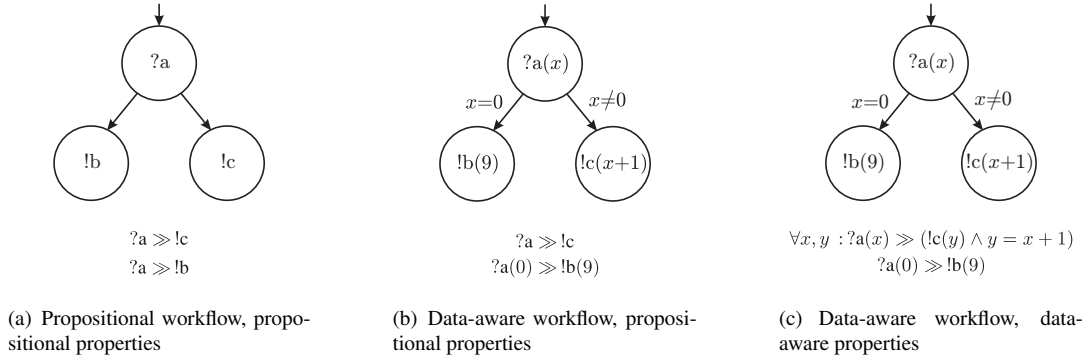 ?a
!b
!c
?a ≫ !c
?a ≫ !b
(a) Propositional workflow, propo-
sitional properties
?a(x)
x=0
x≠0
!b(9)
!c(x+1)
?a ≫ !c
?a(0) ≫ !b(9)
(b) Data-aware workflow, proposi-
tional properties
?a(x)
x=0
x≠0
!b(9)
!c(x+1)
∀x, y : ?a(x) ≫ (!c(y) ∧ y = x + 1)
?a(0) ≫ !b(9)
(c) Data-aware workflow, data-
aware properties